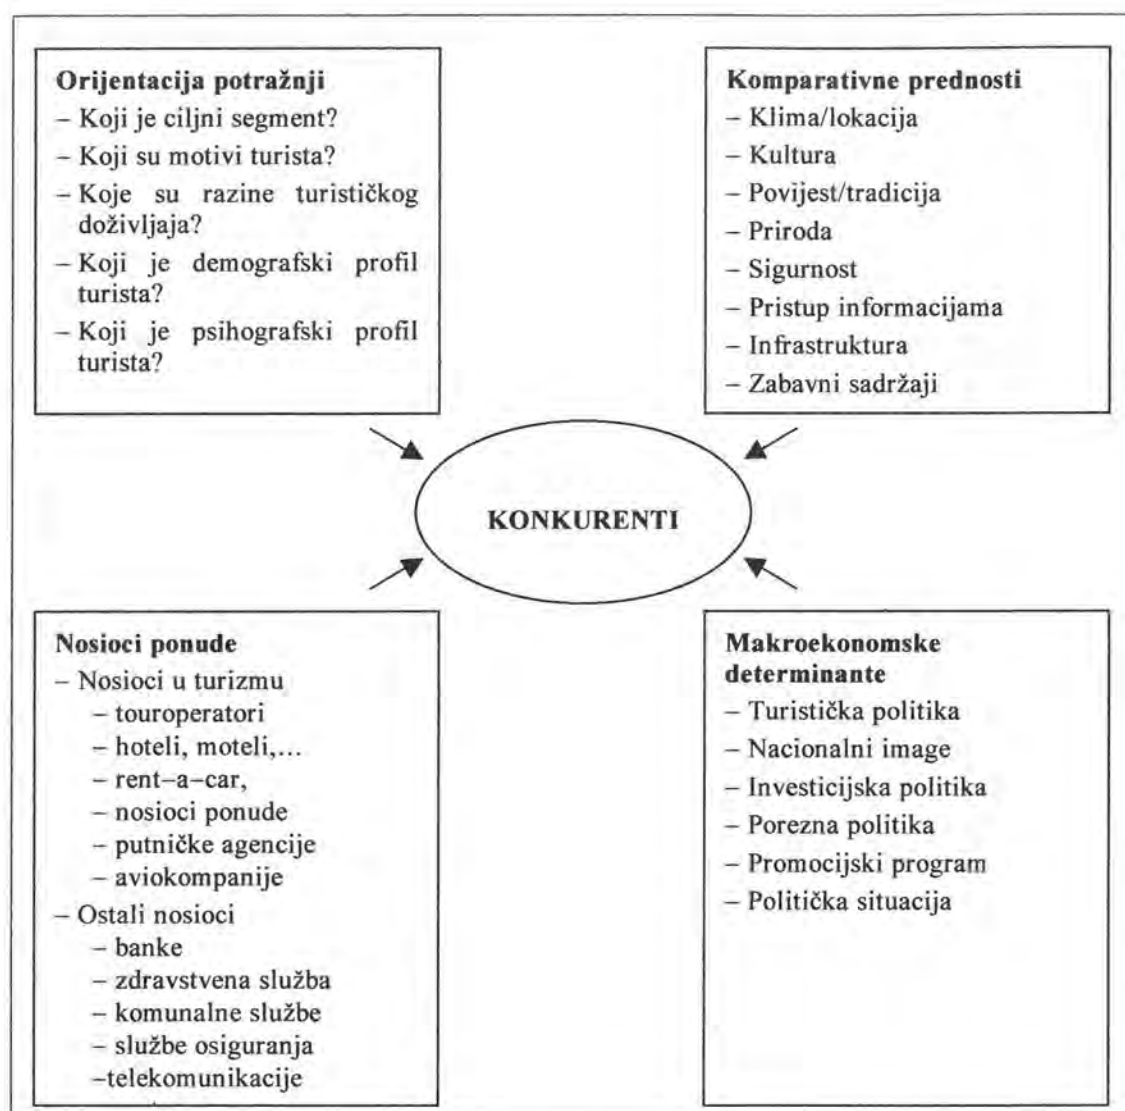 Orijentacija potražnji
– Koji je ciljni segment?
– Koji su motivi turista?
– Koje su razine turističkog
doživljaja?
– Koji je demografski profil
turista?
– Koji je psihografski profil
turista?
Komparativne prednosti
– Klima/lokacija
– Kultura
– Povijest/tradicija
– Priroda
– Sigurnost
– Pristup informacijama
– Infrastruktura
– Zabavni sadržaji
KONKURENTI
Nosioci ponude
– Nosioci u turizmu
– touroperatori
– hoteli, moteli,...
– rent–a–car,
– nosioci ponude
– putničke agencije
– aviokompanije
– Ostali nosioci
– banke
– zdravstvena služba
– komunalne službe
– službe osiguranja
–telekomunikacije
Makroekonomske
determinante
– Turistička politika
– Nacionalni image
– Investicijska politika
– Porezna politika
– Promocijski program
– Politička situacija